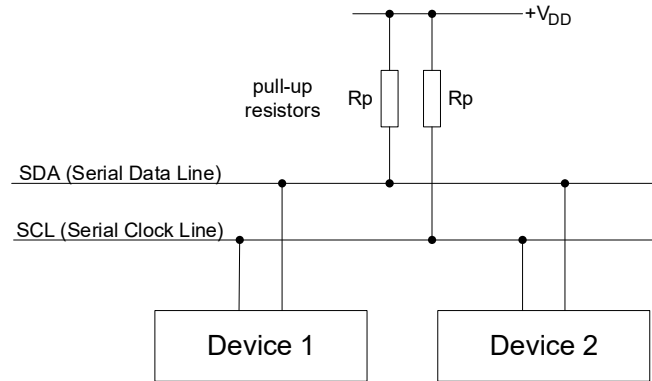 +VDD
pull-up
resistors
Rp
Rp
SDA (Serial Data Line)
SCL (Serial Clock Line)
Device 1
Device 2